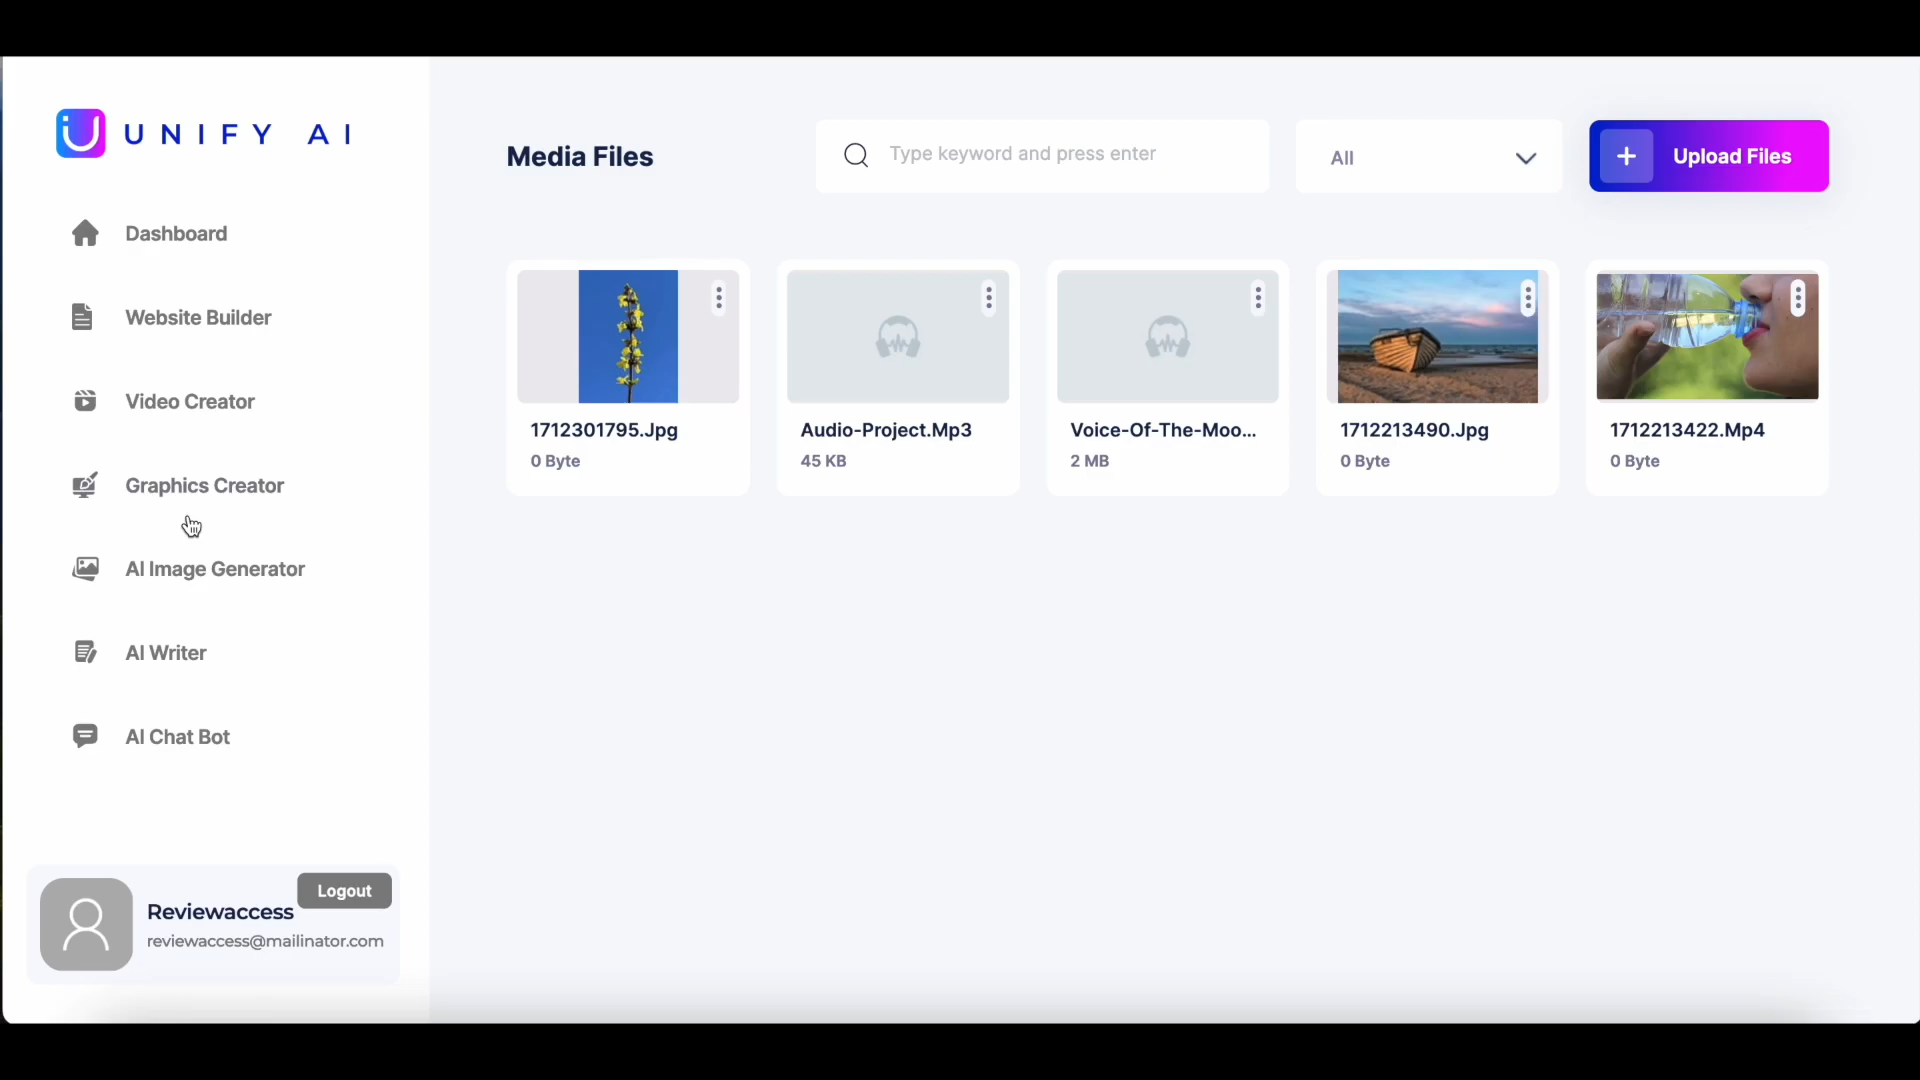 UNIFY AI
Dashboard
Website Builder
Video Creator
Graphics Creator
AI Image Generator
AI Writer
AI Chat Bot
Logout
Reviewaccess
reviewaccess@mailinator.com
Media Files
Type keyword and press enter
All
+ Upload Files
1712301795.Jpg
0 Byte
Audio-Project.Mp3
45 KB
Voice-Of-The-Moo...
2 MB
1712213490.Jpg
0 Byte
1712213422.Mp4
0 Byte